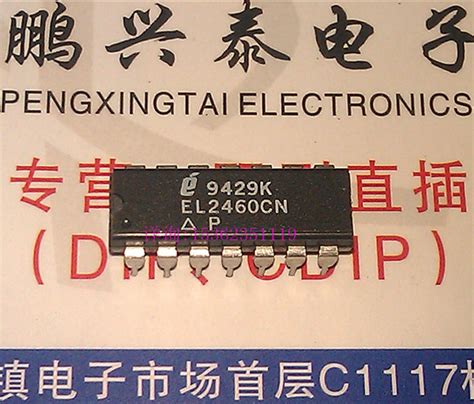 鹏兴泰电子
PENGXINGTAI ELECTRONICS
专营 直插
9429K
EL2460CN
P
(DIP CDIP)
镇电子市场首层C1117